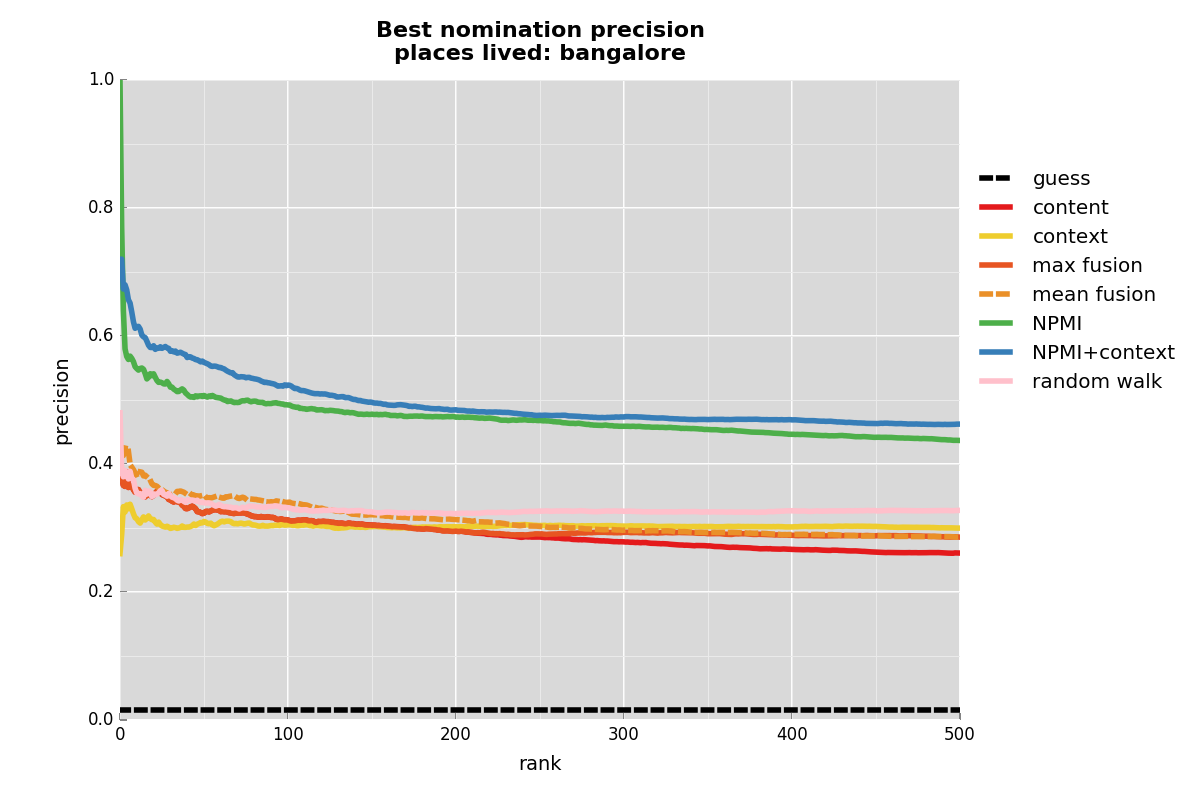 Best nomination precision
places lived: bangalore
1.0
0.8
0.6
0.4
0.2
0.0
precision
0
100
200
300
400
500
rank
guess
content
context
max fusion
mean fusion
NPMI
NPMI+context
random walk